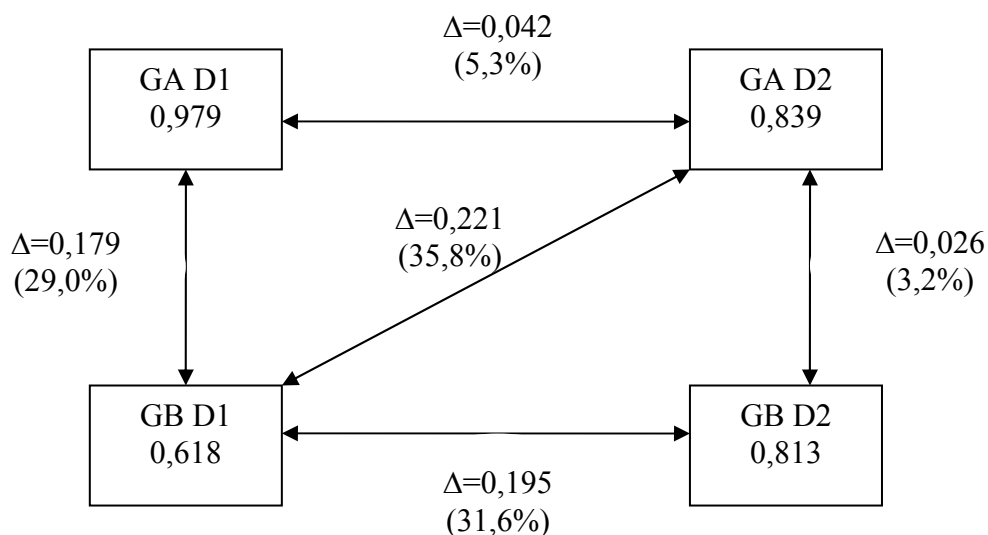 Δ=0,042
(5,3%)
GA D1
0,979
GA D2
0,839
Δ=0,179
(29,0%)
Δ=0,221
(35,8%)
Δ=0,026
(3,2%)
GB D1
0,618
GB D2
0,813
Δ=0,195
(31,6%)